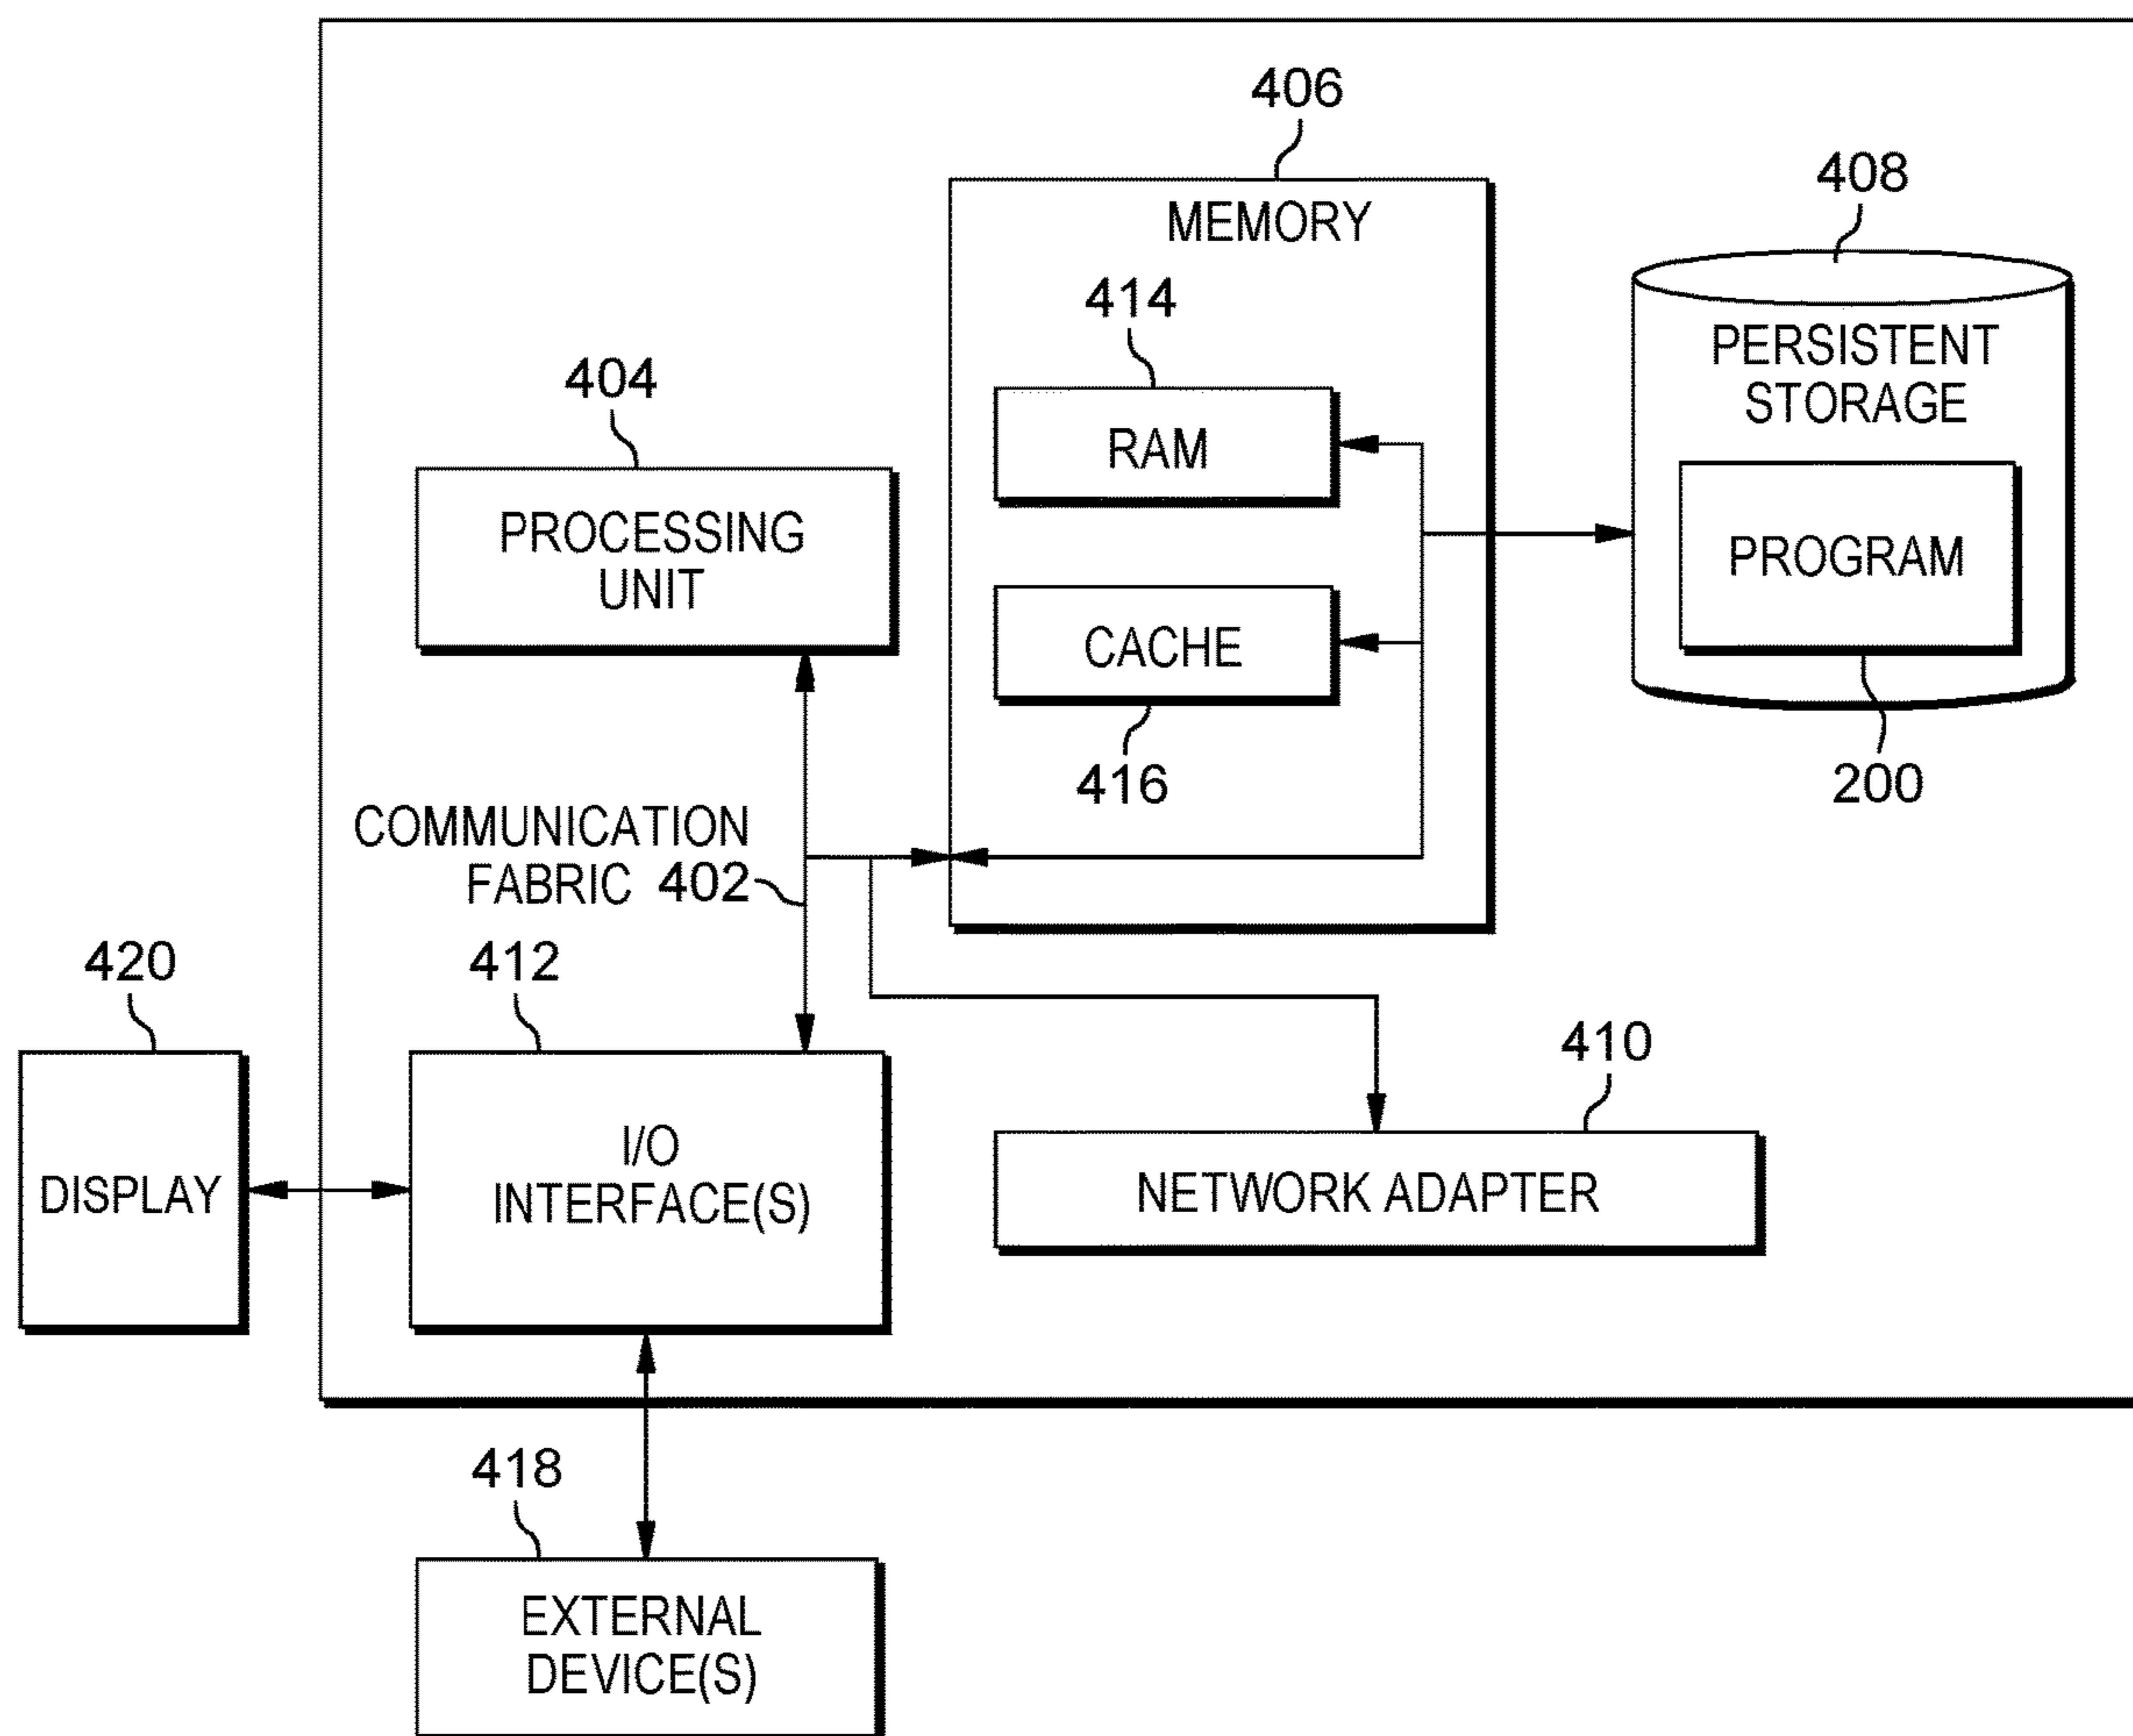 406
MEMORY
408
414
PERSISTENT
STORAGE
404
RAM
PROCESSING
UNIT
PROGRAM
CACHE
416
200
COMMUNICATION
FABRIC 402
420
412
410
I/O
INTERFACE(S)
DISPLAY
NETWORK ADAPTER
418
EXTERNAL
DEVICE(S)